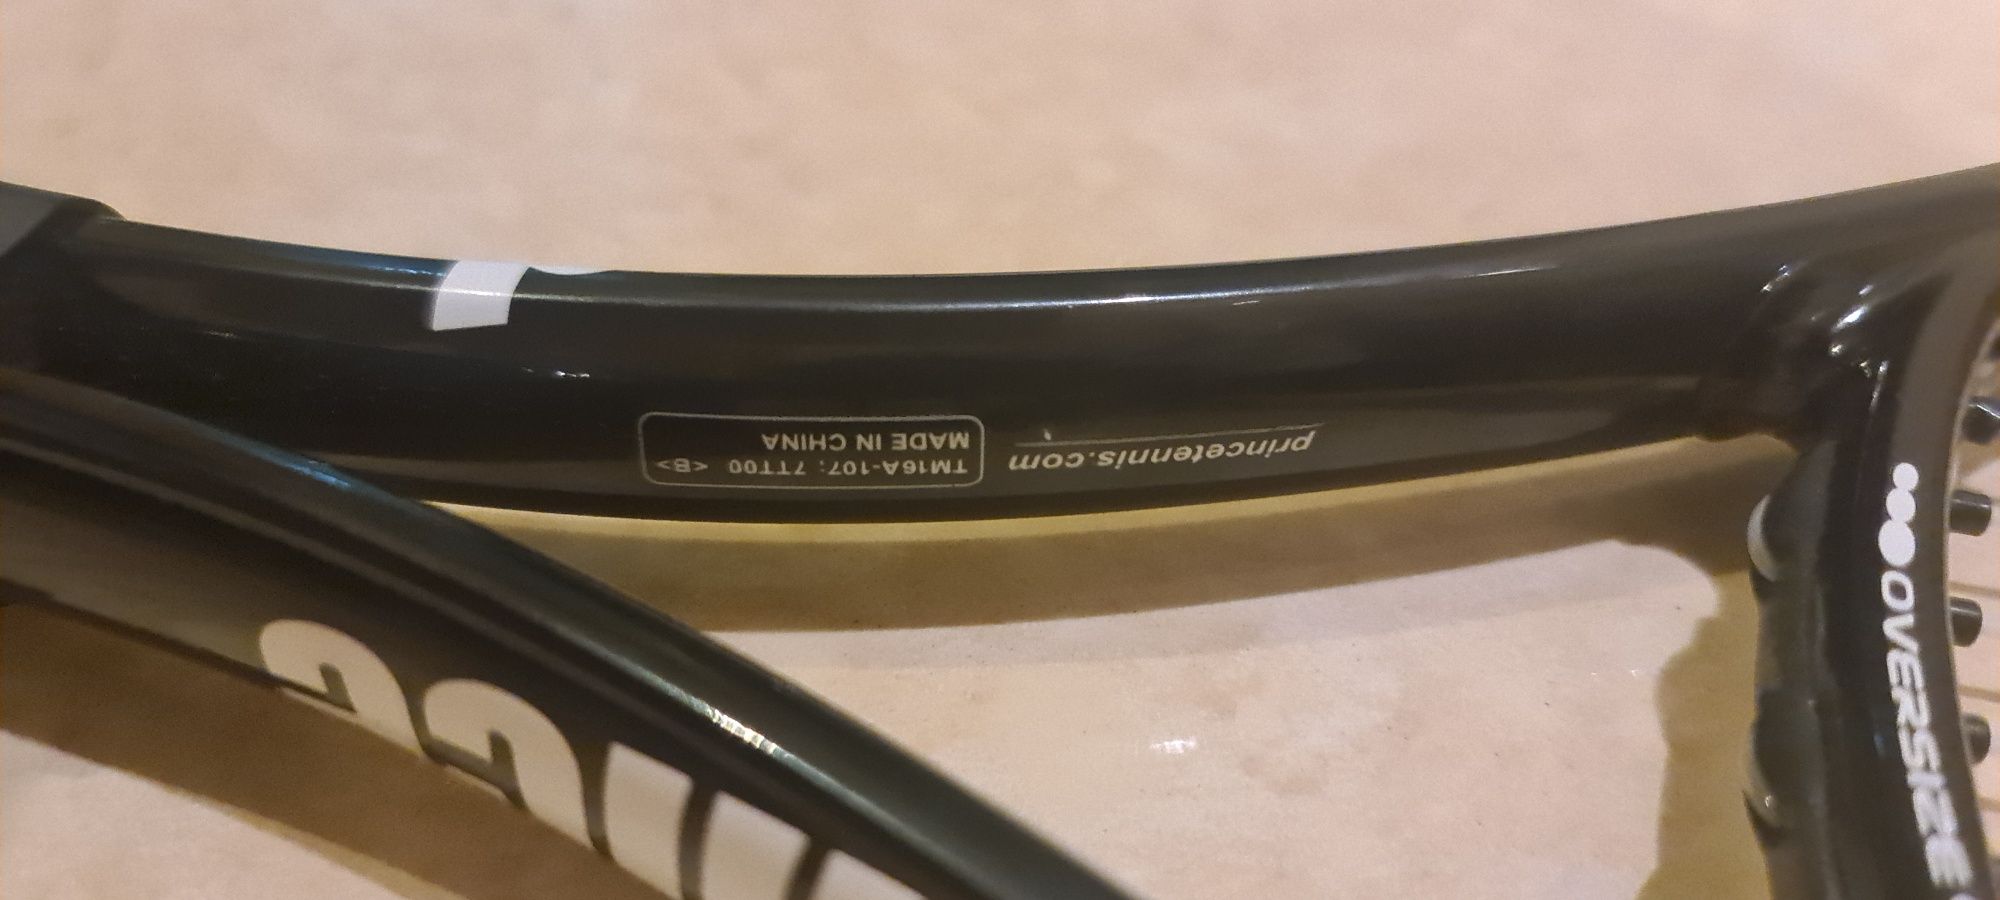 princetennis.com
TM16A-107; 7TT00 <B>
MADE IN CHINA
OVERSIZE